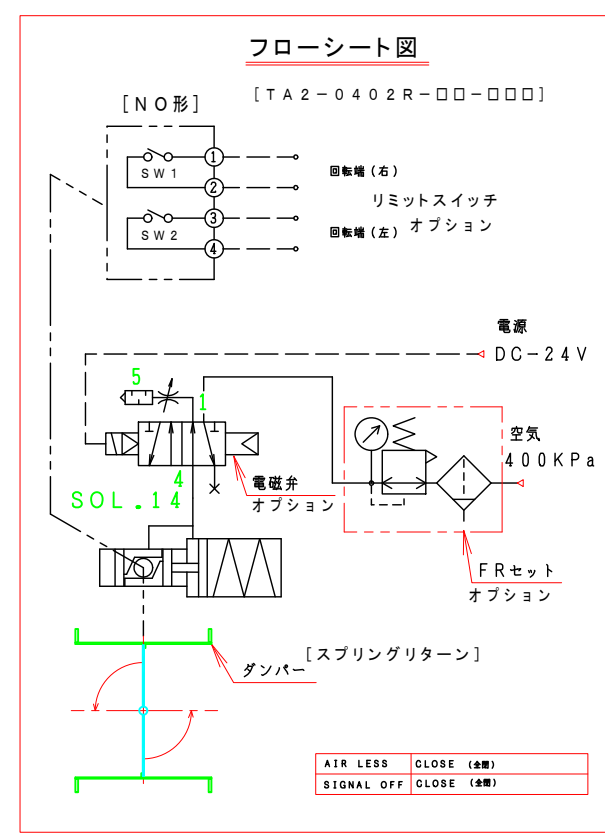 フローシート図
[TA2-0402R-□□-□□□]
[NO形]
SW1
①
②
SW2
③
④
回転端(右)
リミットスイッチ
オプション
回転端(左)
電源
DC-24V
5
1
4
SOL.14
電磁弁
オプション
空気
400KPa
FRセット
オプション
[スプリングリターン]
ダンパー
AIR LESS CLOSE (全閉)
SIGNAL OFF CLOSE (全閉)